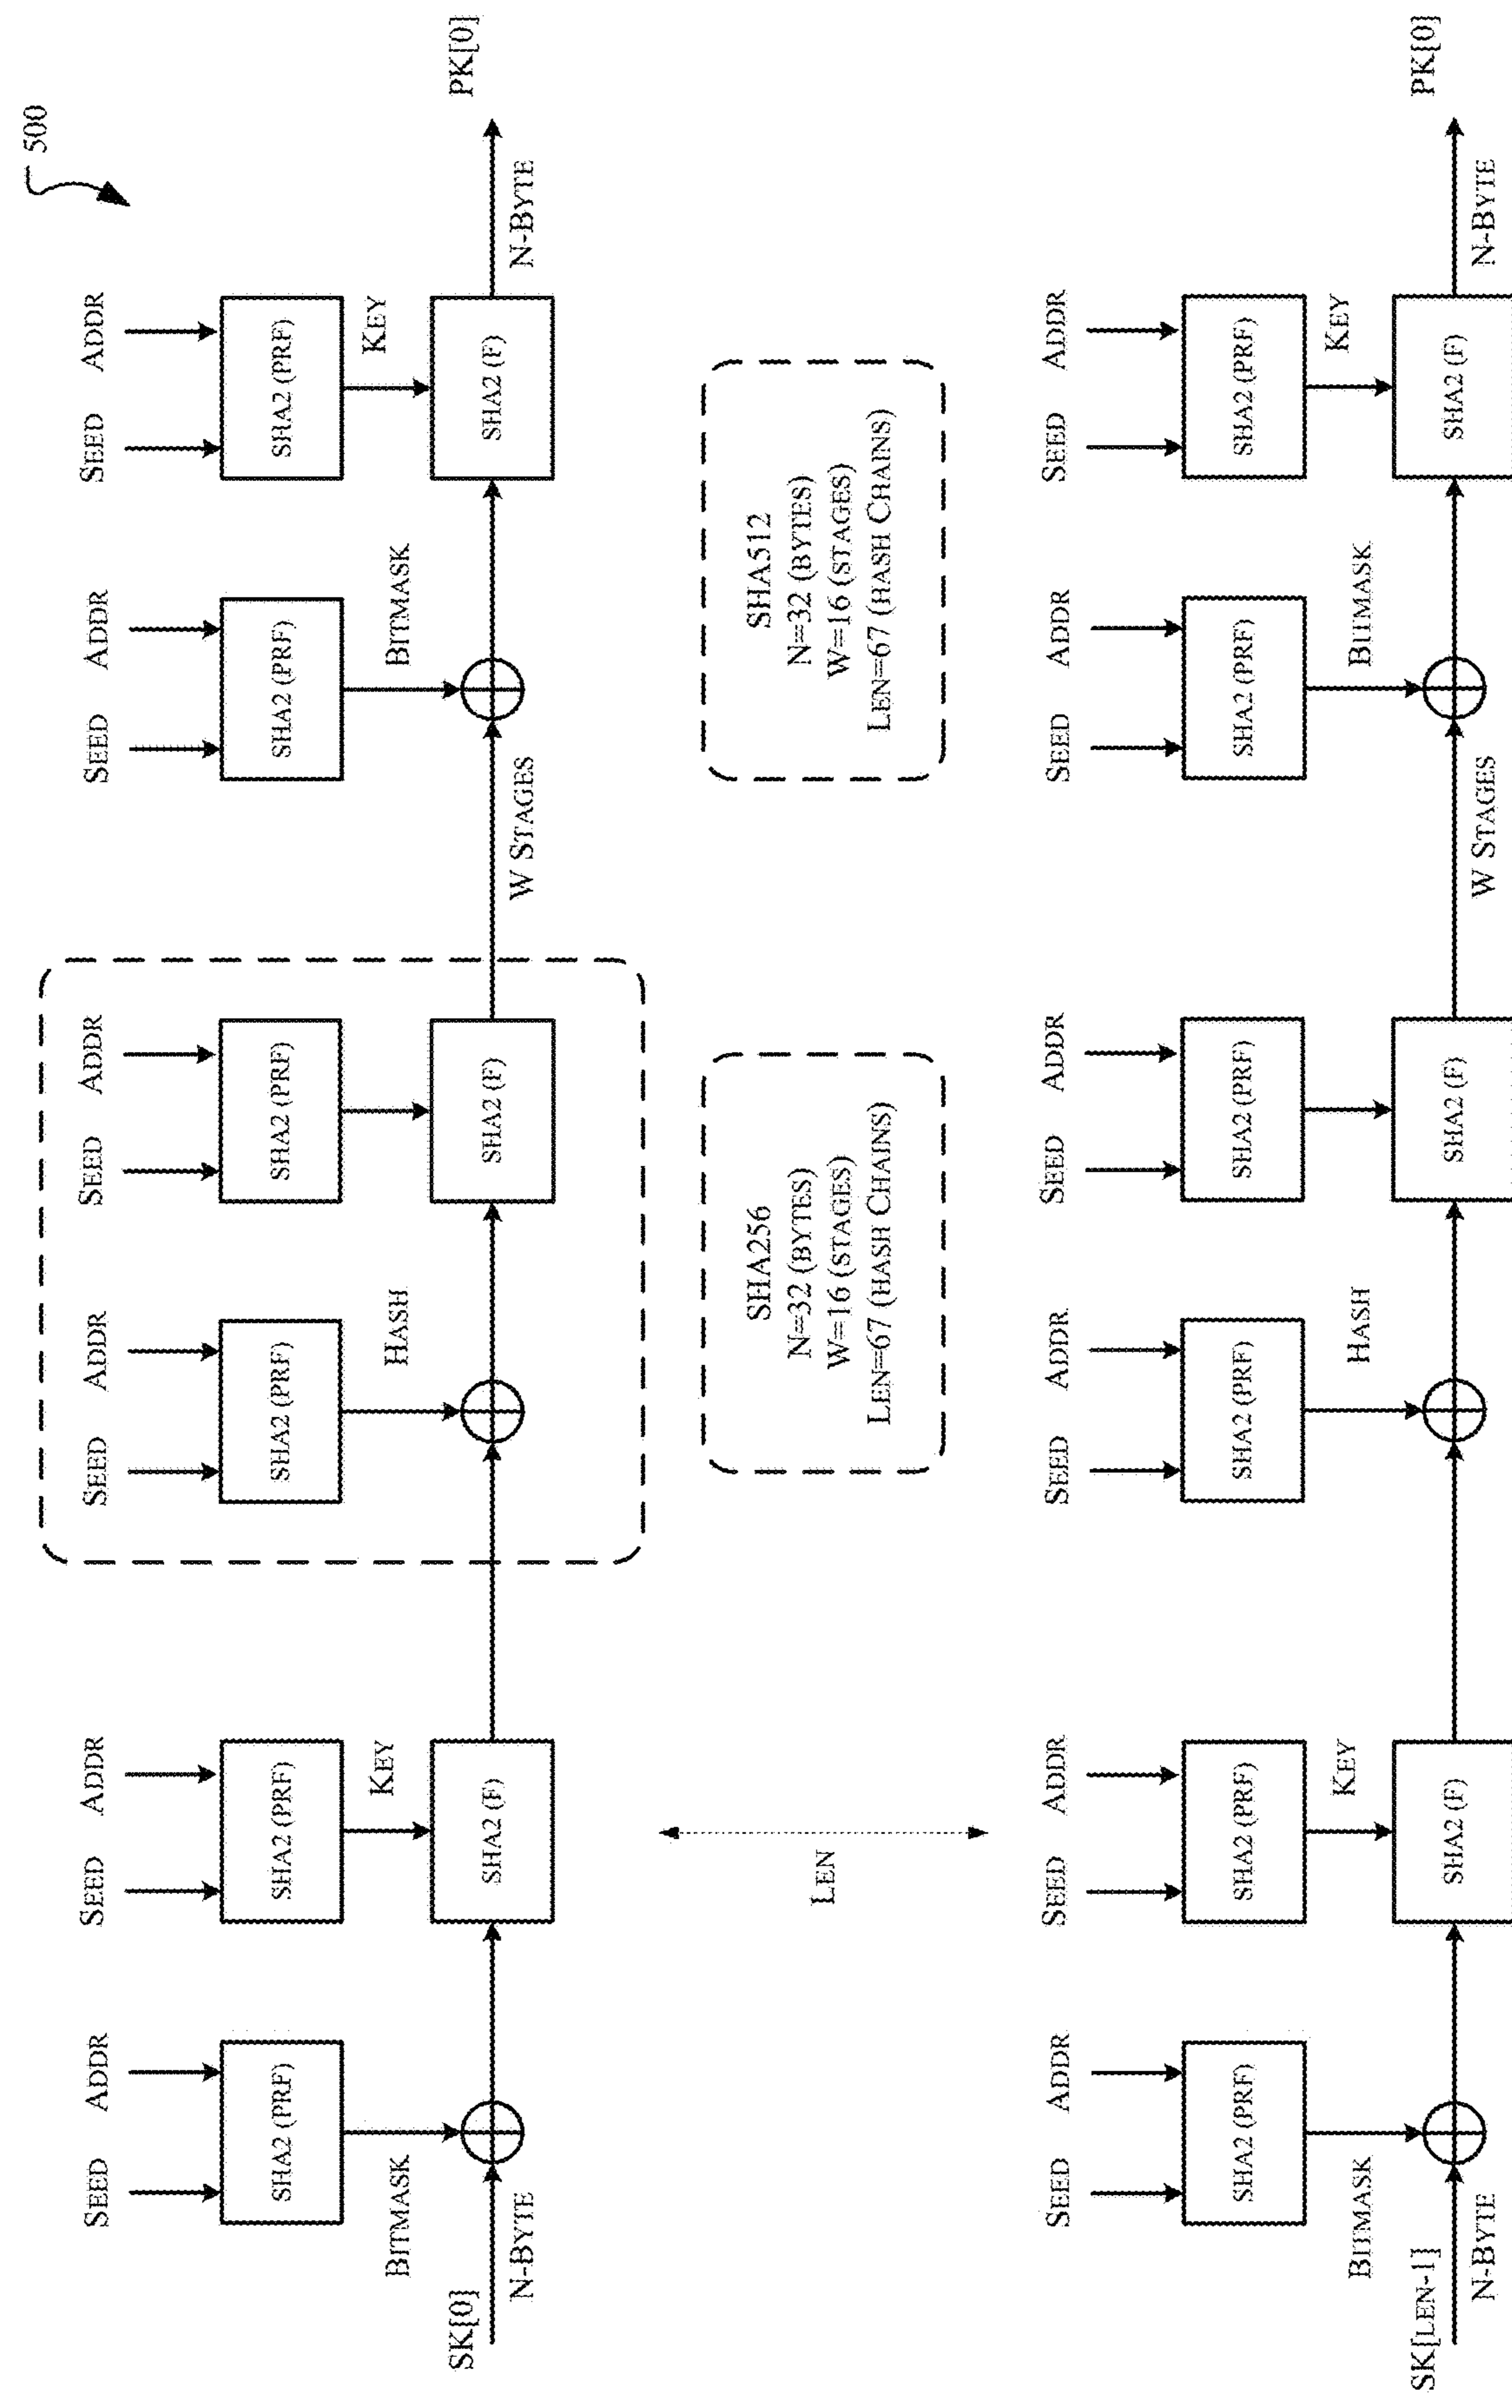 500
SEED ADDR SEED ADDR SEED ADDR SEED ADDR SEED ADDR SEED ADDR
SHA2 (PRF) SHA2 (PRF) SHA2 (PRF) SHA2 (PRF) SHA2 (PRF) SHA2 (PRF)
BITMASK KEY HASH BITMASK KEY
SK[0] SHA2 (F) SHA2 (F) SHA2 (F) PK[0]
N-BYTE W STAGES N-BYTE
LEN
SHA256
N=32 (BYTES)
W=16 (STAGES)
LEN=67 (HASH CHAINS)
SHA512
N=32 (BYTES)
W=16 (STAGES)
LEN=67 (HASH CHAINS)
SEED ADDR SEED ADDR SEED ADDR SEED ADDR SEED ADDR SEED ADDR
SHA2 (PRF) SHA2 (PRF) SHA2 (PRF) SHA2 (PRF) SHA2 (PRF) SHA2 (PRF)
BITMASK KEY HASH BITMASK KEY
SK[LEN-1] SHA2 (F) SHA2 (F) SHA2 (F) PK[0]
N-BYTE W STAGES N-BYTE